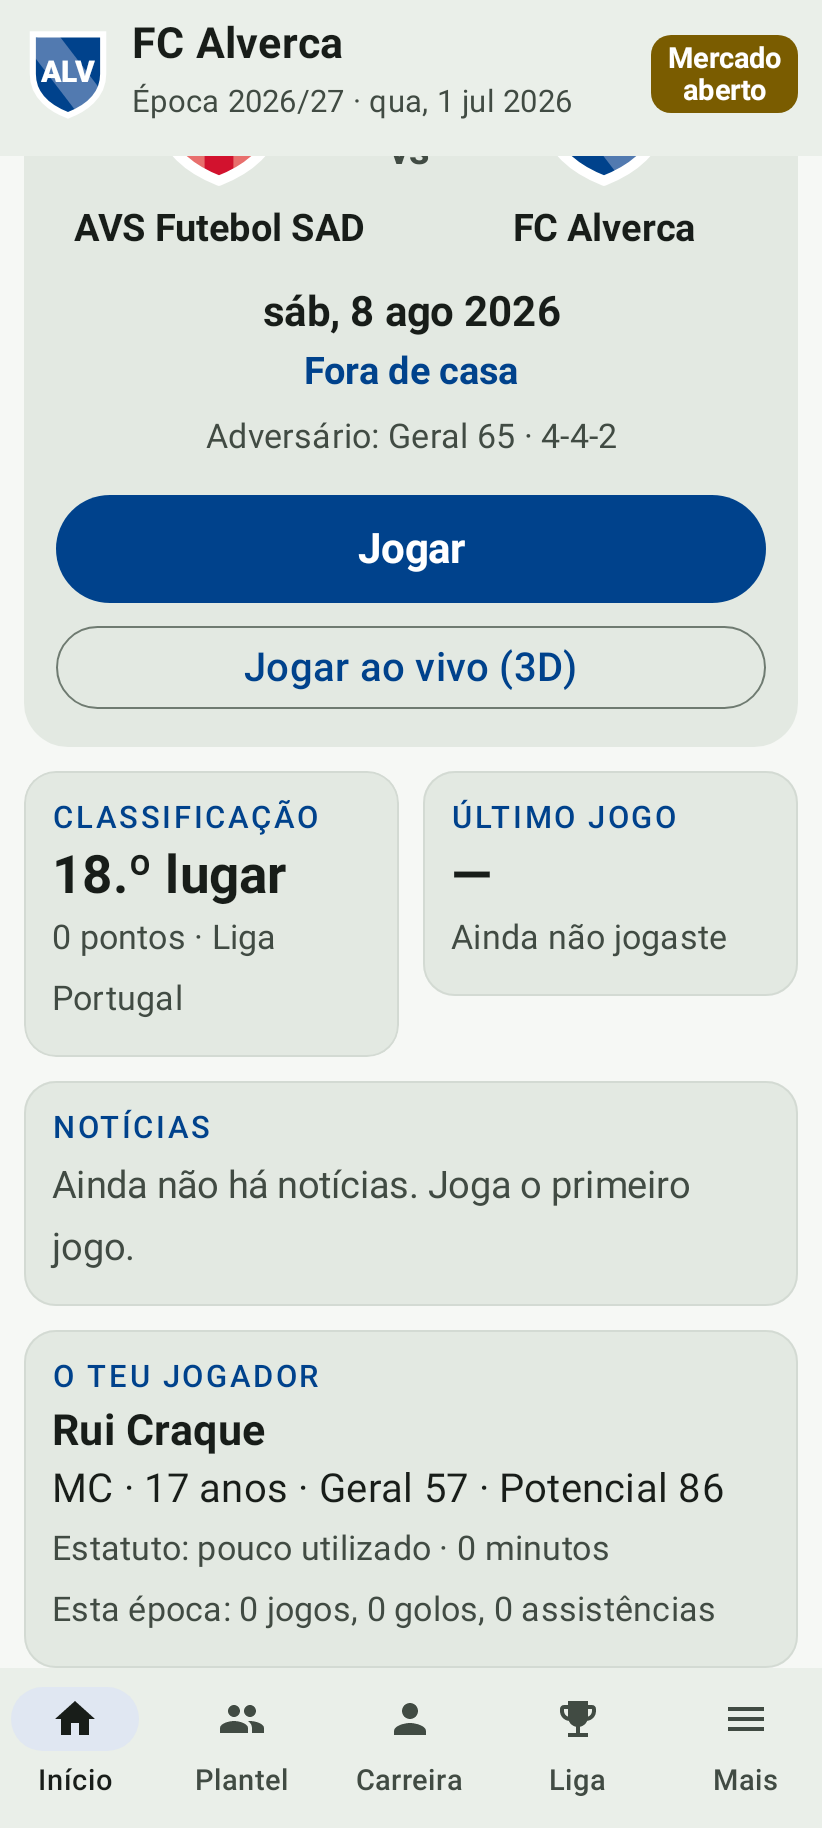 ALV
FC Alverca
Época 2026/27 · qua, 1 jul 2026
Mercado
aberto
vs
AVS Futebol SAD
FC Alverca
sáb, 8 ago 2026
Fora de casa
Adversário: Geral 65 · 4-4-2
Jogar
Jogar ao vivo (3D)
CLASSIFICAÇÃO
18.º lugar
0 pontos · Liga
Portugal
ÚLTIMO JOGO
—
Ainda não jogaste
NOTÍCIAS
Ainda não há notícias. Joga o primeiro
jogo.
O TEU JOGADOR
Rui Craque
MC · 17 anos · Geral 57 · Potencial 86
Estatuto: pouco utilizado · 0 minutos
Esta época: 0 jogos, 0 golos, 0 assistências
Início
Plantel
Carreira
Liga
Mais